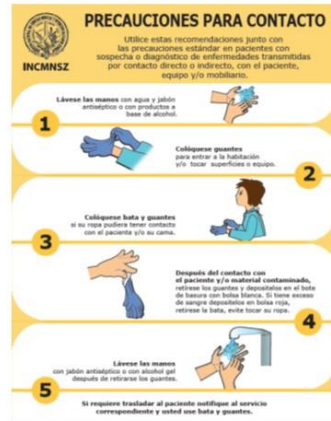 PRECAUCIONES PARA CONTACTO
Utilice estas recomendaciones junto con
las precauciones estándar en pacientes con
sospecha o diagnóstico de enfermedades transmitidas
por contacto directo o indirecto, con el paciente,
equipo y/o mobiliario.
INCMNSZ
1
Lávese las manos con agua y jabón
antiséptico o con productos a
base de alcohol.
2
Colóquese guantes
para entrar a la habitación
y/o tocar superficies o equipo.
3
Colóquese bata y guantes
si su ropa pudiera tener contacto
con el paciente y/o su cama.
4
Después del contacto con
el paciente y/o material contaminado,
retírese los guantes y deposítelos en el bote
de basura con bolsa blanca. Si tiene exceso
de sangre deposítelos en bolsa roja,
retírese la bata, evite tocar su ropa.
5
Lávese las manos
con jabón antiséptico o con alcohol gel
después de retirarse los guantes.
Si requiere trasladar al paciente notifique al servicio
correspondiente y usted use bata y guantes.